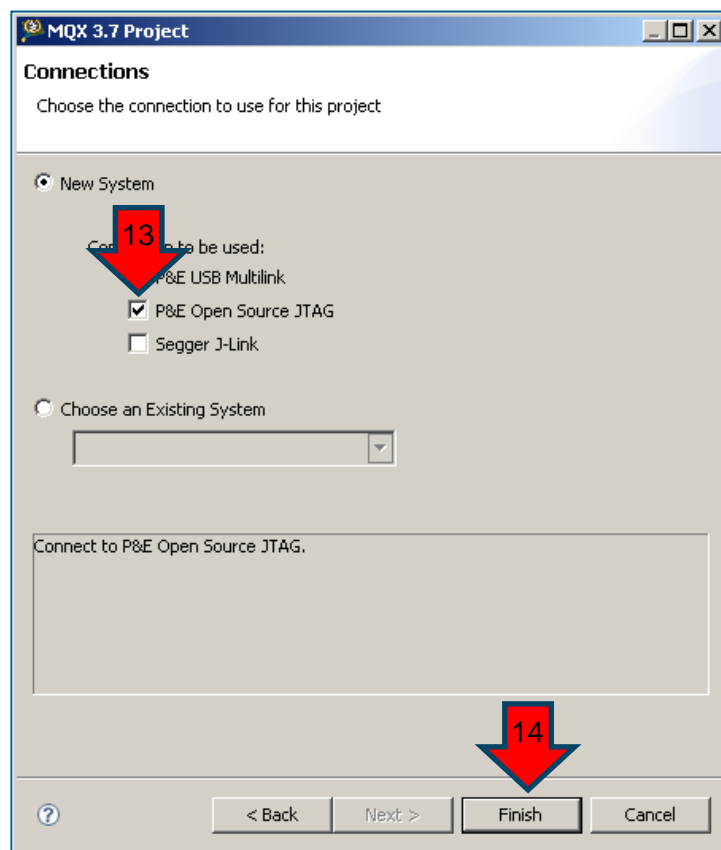 MQX 3.7 Project
Connections
Choose the connection to use for this project
New System
13
to be used:
P&E USB Multilink
P&E Open Source JTAG
Segger J-Link
Choose an Existing System
Connect to P&E Open Source JTAG.
14
?
< Back
Next >
Finish
Cancel